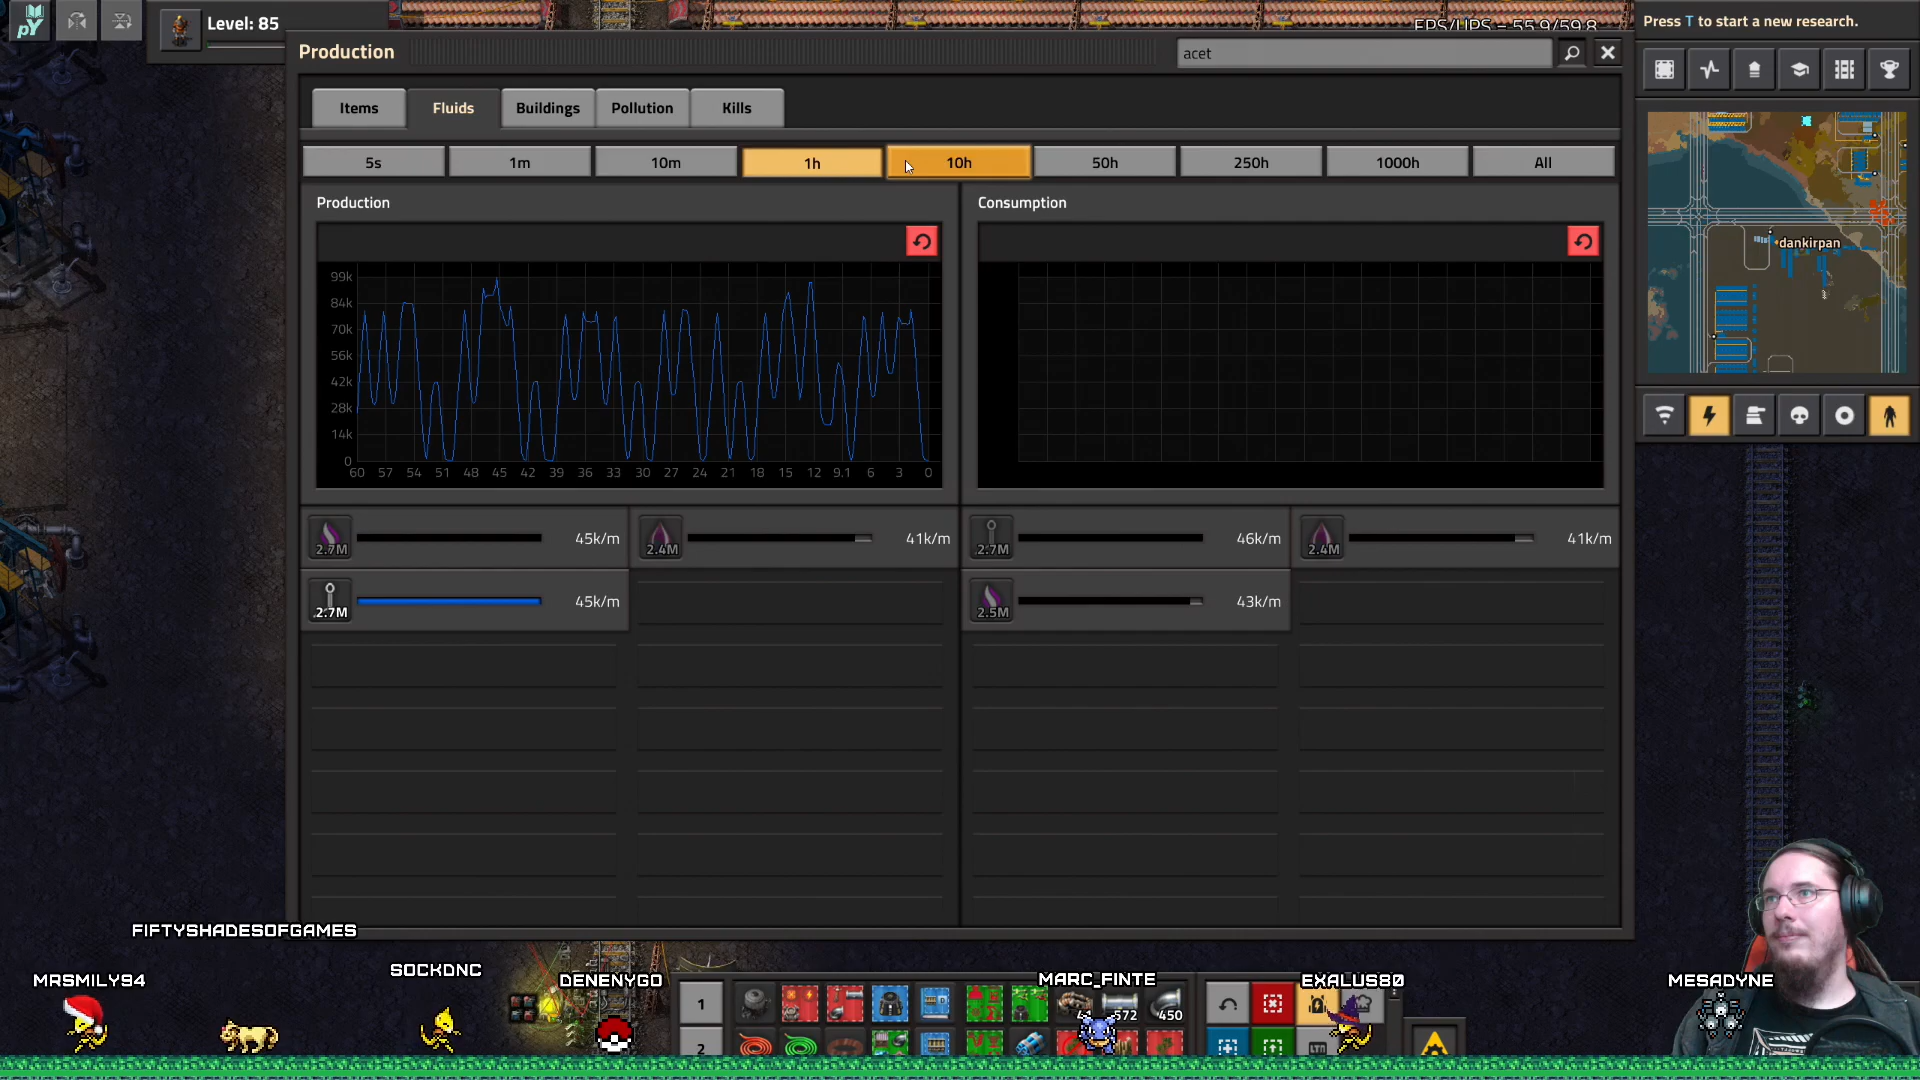 pY
Level: 85
FPS/UPS = 55.9/59.8
Press T to start a new research.
Production
acet
Items
Fluids
Buildings
Pollution
Kills
5s
1m
10m
1h
10h
50h
250h
1000h
All
Production
Consumption
99k
84k
70k
56k
42k
28k
14k
0
60 57 54 51 48 45 42 39 36 33 30 27 24 21 18 15 12 9.1 6 3 0
dankirpan
2.7M 45k/m
2.4M 41k/m
2.7M 46k/m
2.4M 41k/m
2.7M 45k/m
2.5M 43k/m
FIFTYSHADESOFGAMES
MRSMILY94
SOCKDNC
DENENYGO
MARC_FINTE
EXALUS80
MESADYNE
1
572
450
2